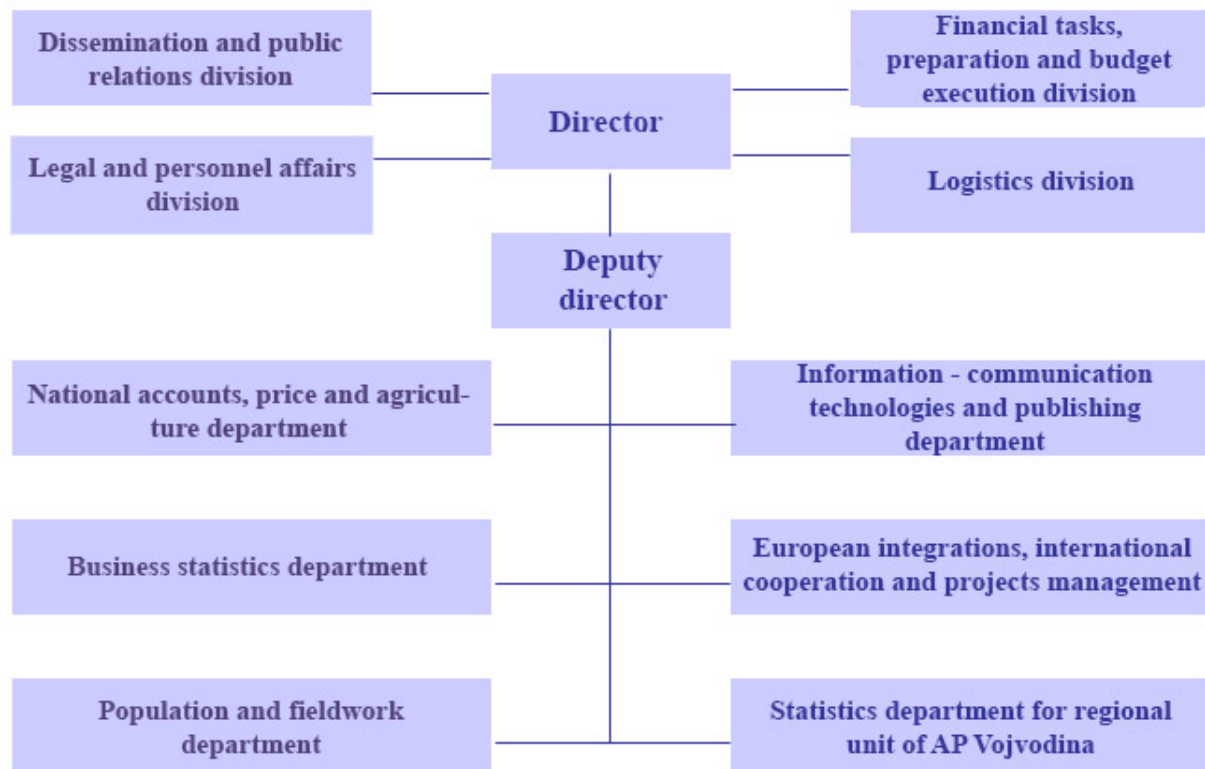 Dissemination and public
relations division
Financial tasks,
preparation and budget
execution division
Director
Legal and personnel affairs
division
Logistics division
Deputy
director
National accounts, price and agricul-
ture department
Information - communication
technologies and publishing
department
Business statistics department
European integrations, international
cooperation and projects management
Population and fieldwork
department
Statistics department for regional
unit of AP Vojvodina